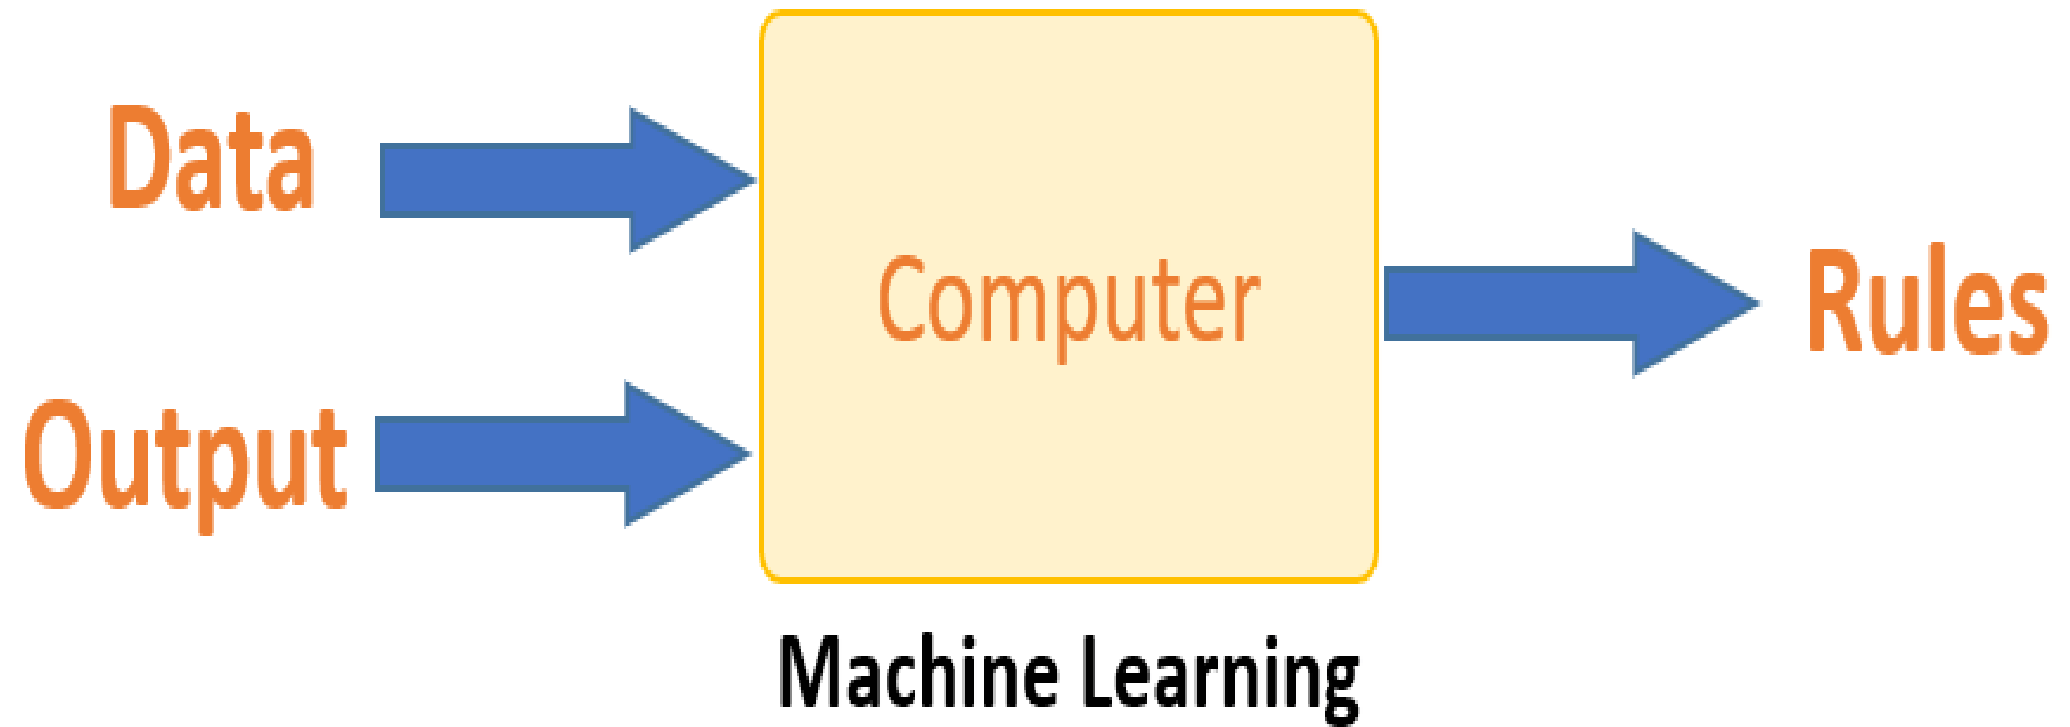 Data
Output
Computer
Rules
Machine Learning